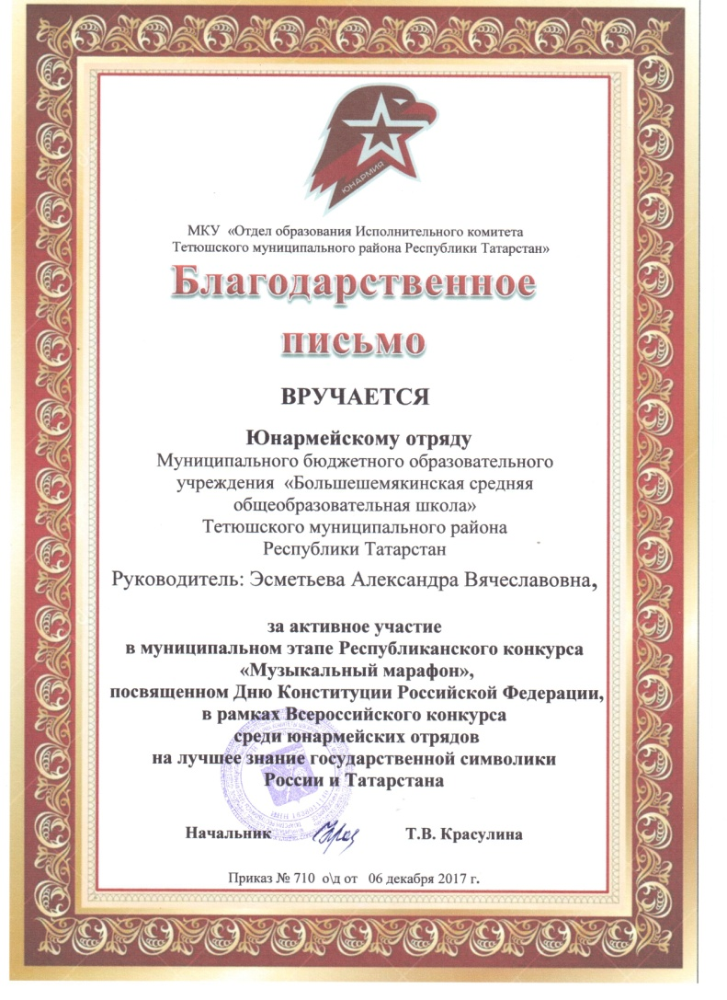 ЮНАРМИЯ
МКУ «Отдел образования Исполнительного комитета
Тетюшского муниципального района Республики Татарстан»
Благодарственное
письмо
ВРУЧАЕТСЯ
Юнармейскому отряду
Муниципального бюджетного образовательного
учреждения «Большешемякинская средняя
общеобразовательная школа»
Тетюшского муниципального района
Республики Татарстан
Руководитель: Эсметьева Александра Вячеславовна,
за активное участие
в муниципальном этапе Республиканского конкурса
«Музыкальный марафон»,
посвященном Дню Конституции Российской Федерации,
в рамках Всероссийского конкурса
среди юнармейских отрядов
на лучшее знание государственной символики
России и Татарстана
Начальник Т.В. Красулина
Приказ № 710 о\д от 06 декабря 2017 г.